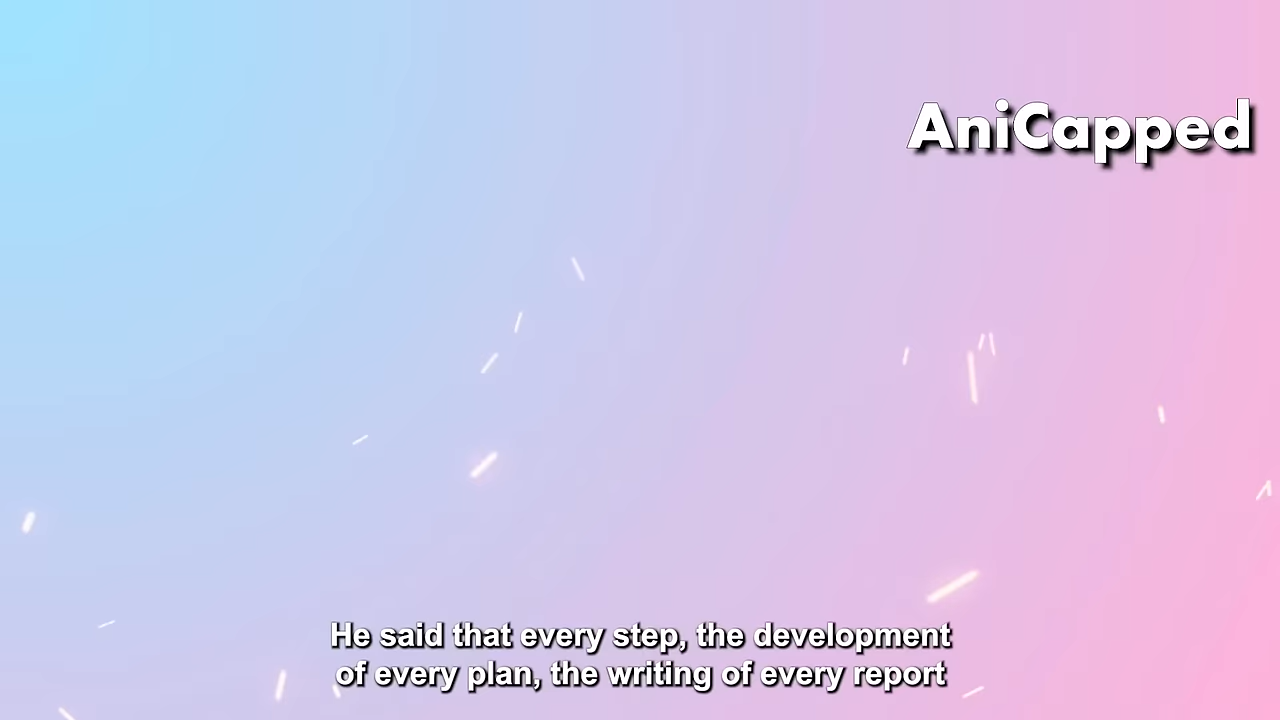 AniCapped
He said that every step, the development
of every plan, the writing of every report